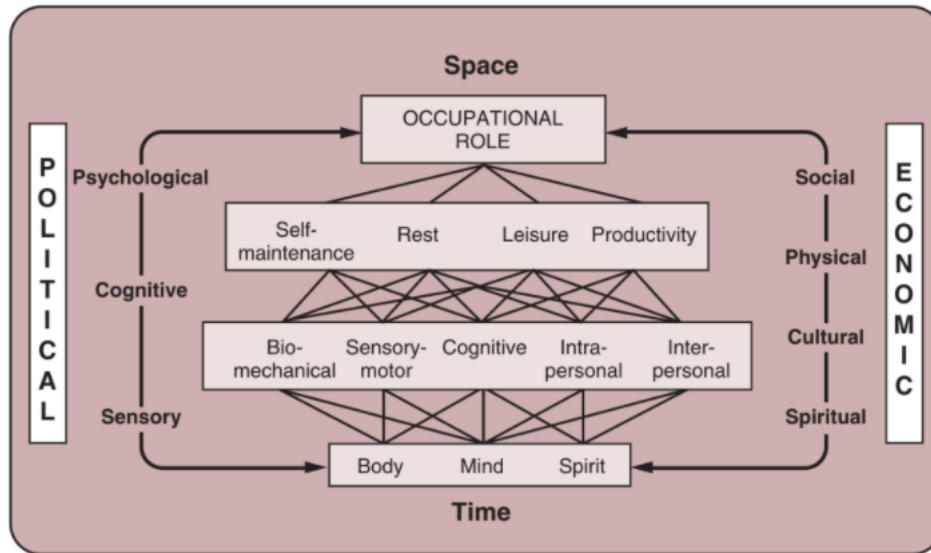 Space
OCCUPATIONAL
ROLE
POLITICAL
Psychological
Cognitive
Sensory
Self-
maintenance
Rest
Leisure
Productivity
Bio-
mechanical
Sensory-
motor
Cognitive
Intra-
personal
Inter-
personal
Body
Mind
Spirit
Social
Physical
Cultural
Spiritual
ECONOMIC
Time